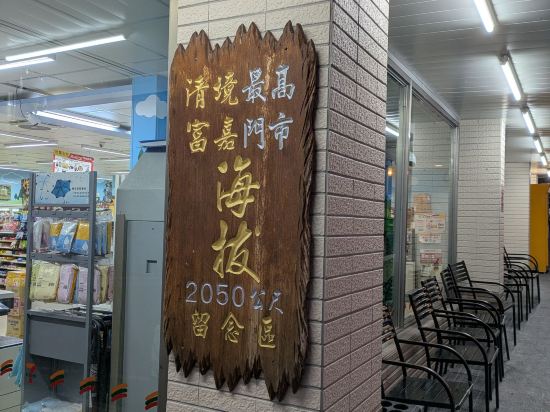 清境最高
富嘉門市
海拔
2050公尺
留念區